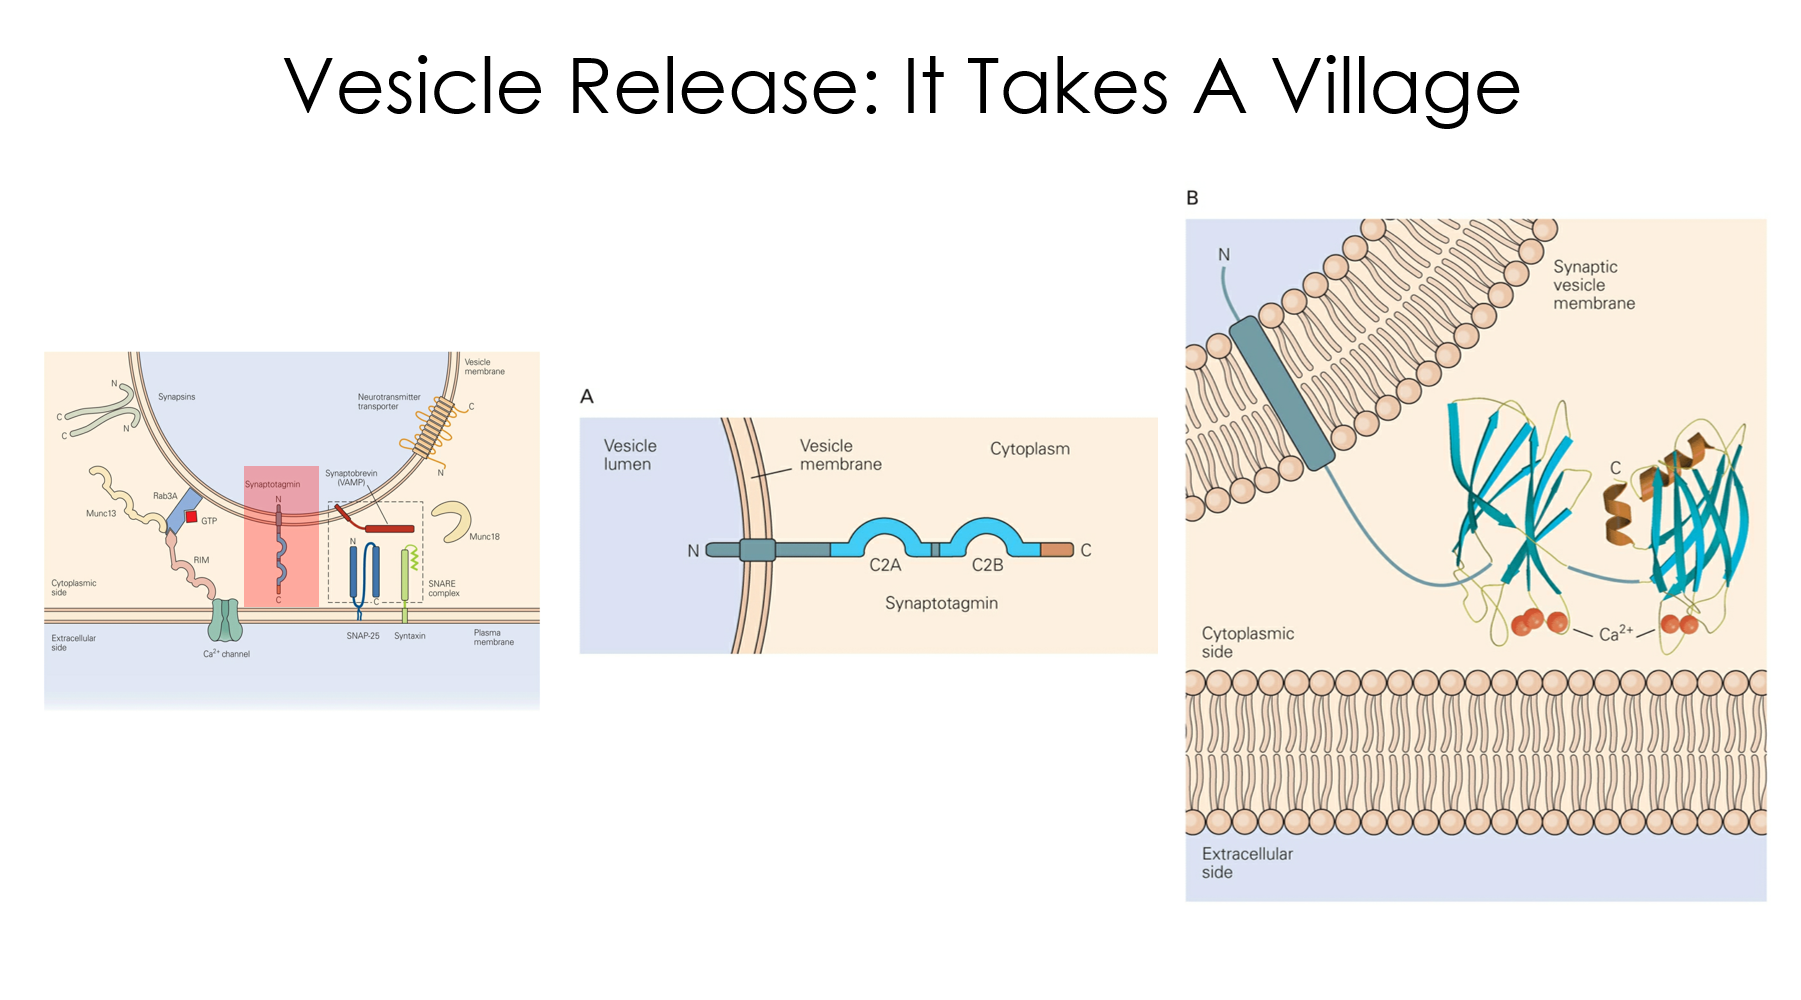 Vesicle Release: It Takes A Village
Vesicle
membrane
Synapsins
Neurotransmitter
transporter
N
C
N
C
C
N
Synaptobrevin
(VAMP)
Synaptotagmin
N
Rab3A
GTP
Munc13
Munc18
N
RIM
C
C
SNARE
complex
Cytoplasmic
side
Extracellular
side
SNAP-25
Syntaxin
Plasma
membrane
Ca2+ channel
A
Vesicle
lumen
Vesicle
membrane
Cytoplasm
N
C2A
C2B
C
Synaptotagmin
B
N
Synaptic
vesicle
membrane
C
Ca2+
Cytoplasmic
side
Extracellular
side